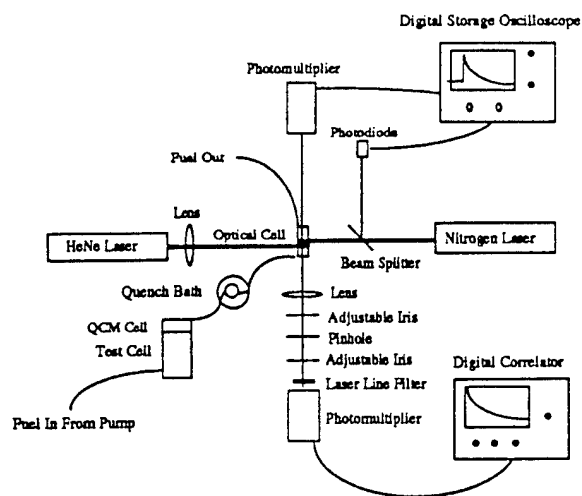 Digital Storage Oscilloscope
Photomultiplier
Photodiode
Fuel Out
Lens
HeNe Laser
Optical Cell
Nitrogen Laser
Beam Splitter
Quench Bath
Lens
QCM Cell
Adjustable Iris
Pinhole
Test Cell
Adjustable Iris
Digital Correlator
Laser Line Filter
Fuel In From Pump
Photomultiplier